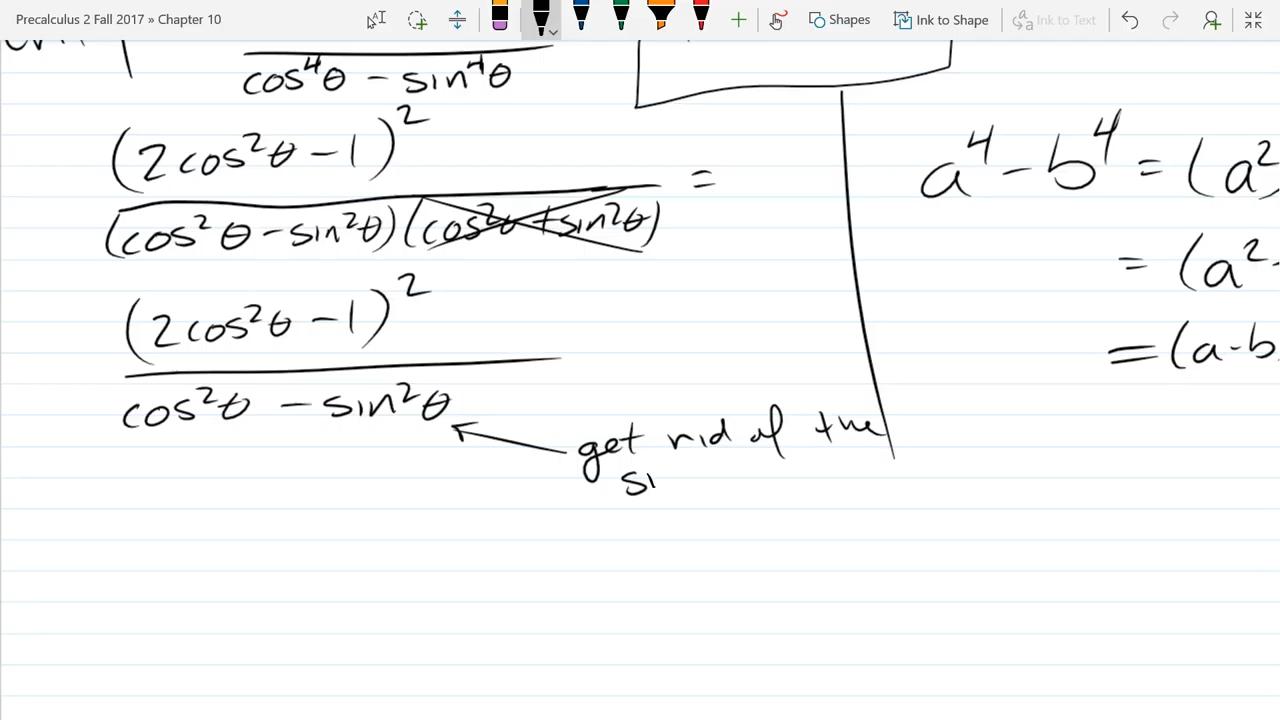 Precalculus 2 Fall 2017 » Chapter 10
Shapes
Ink to Shape
Ink to Text
cos⁴θ - sin⁴θ
(2cos²θ - 1)²
(cos²θ - sin²θ)(cos²θ + sin²θ) =
(2cos²θ - 1)²
cos²θ - sin²θ
get rid of the
si
a⁴ - b⁴ = (a²
= (a² -
= (a - b